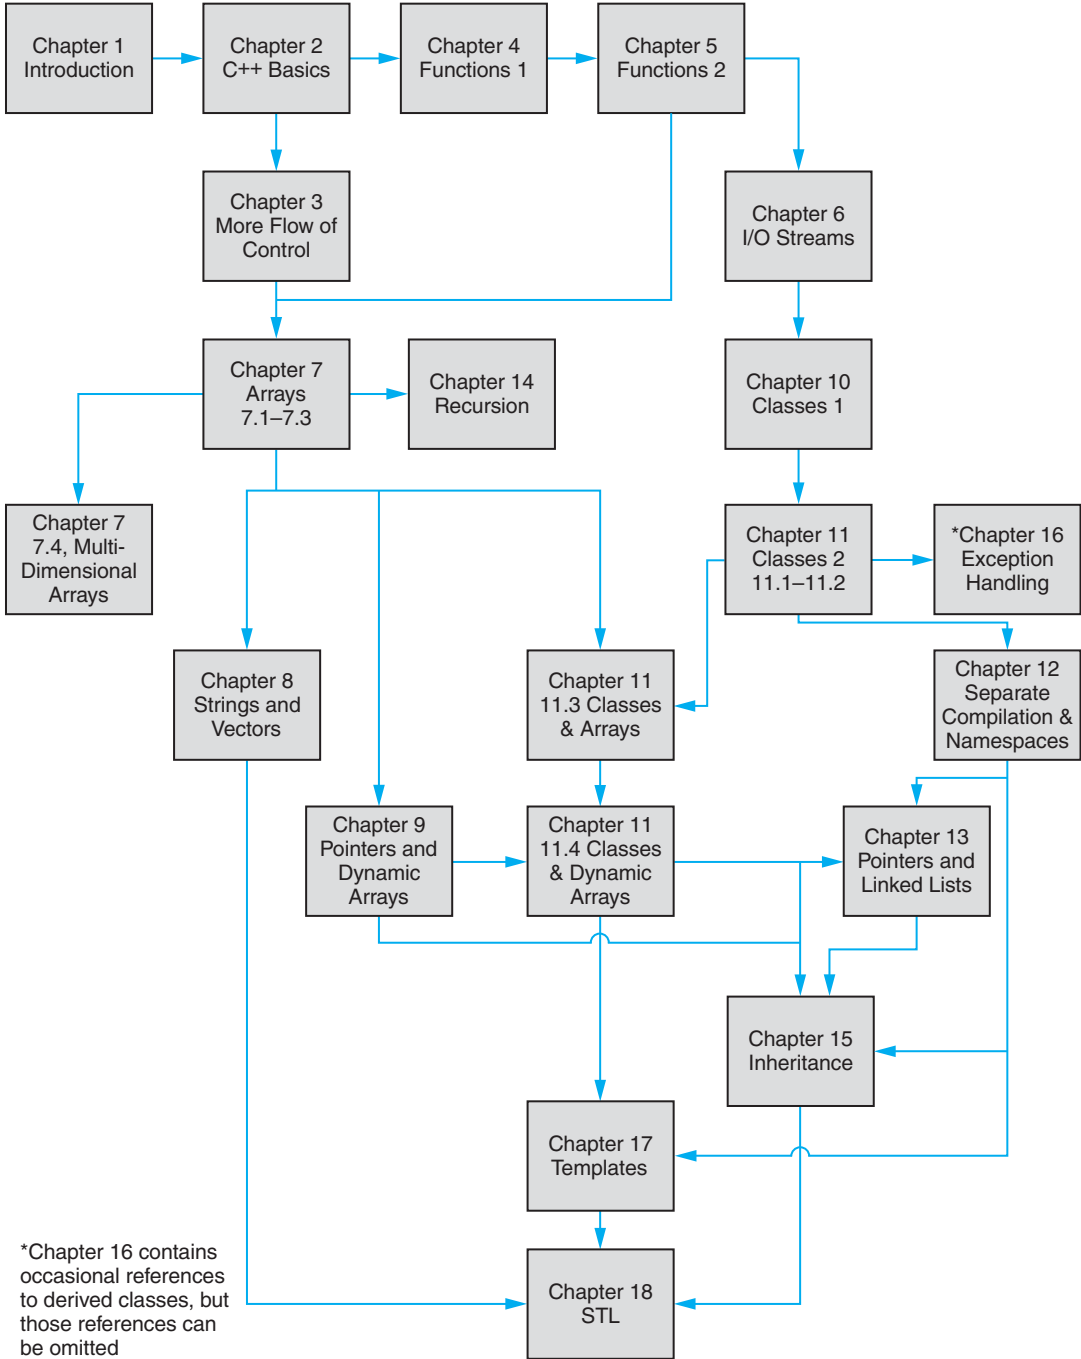 Chapter 1
Introduction
Chapter 2
C++ Basics
Chapter 4
Functions 1
Chapter 5
Functions 2
Chapter 3
More Flow of
Control
Chapter 6
I/O Streams
Chapter 7
Arrays
7.1–7.3
Chapter 14
Recursion
Chapter 10
Classes 1
Chapter 7
7.4, Multi-
Dimensional
Arrays
Chapter 11
Classes 2
11.1–11.2
*Chapter 16
Exception
Handling
Chapter 8
Strings and
Vectors
Chapter 11
11.3 Classes
& Arrays
Chapter 12
Separate
Compilation &
Namespaces
Chapter 9
Pointers and
Dynamic
Arrays
Chapter 11
11.4 Classes
& Dynamic
Arrays
Chapter 13
Pointers and
Linked Lists
Chapter 15
Inheritance
Chapter 17
Templates
Chapter 18
STL
*Chapter 16 contains
occasional references
to derived classes, but
those references can
be omitted